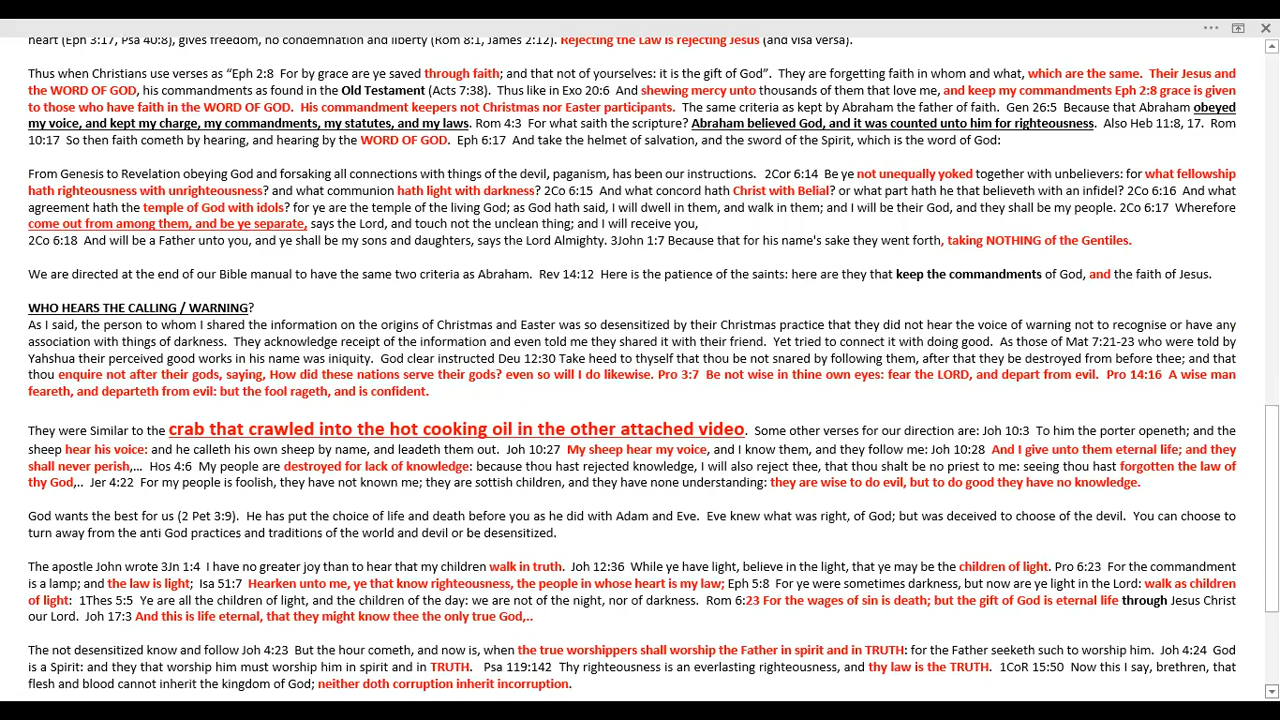 heart (Eph 3:17, Psa 40:8), gives freedom, no condemnation and liberty (Rom 8:1, James 2:12). Rejecting the Law is rejecting Jesus (and visa versa).
Thus when Christians use verses as “Eph 2:8 For by grace are ye saved through faith; and that not of yourselves: it is the gift of God”. They are forgetting faith in whom and what, which are the same. Their Jesus and
the WORD OF GOD, his commandments as found in the Old Testament (Acts 7:38). Thus like in Exo 20:6 And shewing mercy unto thousands of them that love me, and keep my commandments Eph 2:8 grace is given
to those who have faith in the WORD OF GOD. His commandment keepers not Christmas nor Easter participants. The same criteria as kept by Abraham the father of faith. Gen 26:5 Because that Abraham obeyed
my voice, and kept my charge, my commandments, my statutes, and my laws. Rom 4:3 For what saith the scripture? Abraham believed God, and it was counted unto him for righteousness. Also Heb 11:8, 17. Rom
10:17 So then faith cometh by hearing, and hearing by the WORD OF GOD. Eph 6:17 And take the helmet of salvation, and the sword of the Spirit, which is the word of God:
From Genesis to Revelation obeying God and forsaking all connections with things of the devil, paganism, has been our instructions. 2Cor 6:14 Be ye not unequally yoked together with unbelievers: for what fellowship
hath righteousness with unrighteousness? and what communion hath light with darkness? 2Co 6:15 And what concord hath Christ with Belial? or what part hath he that believeth with an infidel? 2Co 6:16 And what
agreement hath the temple of God with idols? for ye are the temple of the living God; as God hath said, I will dwell in them, and walk in them; and I will be their God, and they shall be my people. 2Co 6:17 Wherefore
come out from among them, and be ye separate, says the Lord, and touch not the unclean thing; and I will receive you,
2Co 6:18 And will be a Father unto you, and ye shall be my sons and daughters, says the Lord Almighty. 3John 1:7 Because that for his name's sake they went forth, taking NOTHING of the Gentiles.
We are directed at the end of our Bible manual to have the same two criteria as Abraham. Rev 14:12 Here is the patience of the saints: here are they that keep the commandments of God, and the faith of Jesus.
WHO HEARS THE CALLING / WARNING?
As I said, the person to whom I shared the information on the origins of Christmas and Easter was so desensitized by their Christmas practice that they did not hear the voice of warning not to recognise or have any
association with things of darkness. They acknowledge receipt of the information and even told me they shared it with their friend. Yet tried to connect it with doing good. As those of Mat 7:21-23 who were told by
Yahshua their perceived good works in his name was iniquity. God clear instructed Deu 12:30 Take heed to thyself that thou be not snared by following them, after that they be destroyed from before thee; and that
thou enquire not after their gods, saying, How did these nations serve their gods? even so will I do likewise. Pro 3:7 Be not wise in thine own eyes: fear the LORD, and depart from evil. Pro 14:16 A wise man
feareth, and departeth from evil: but the fool rageth, and is confident.
They were Similar to the crab that crawled into the hot cooking oil in the other attached video. Some other verses for our direction are: Joh 10:3 To him the porter openeth; and the
sheep hear his voice: and he calleth his own sheep by name, and leadeth them out. Joh 10:27 My sheep hear my voice, and I know them, and they follow me: Joh 10:28 And I give unto them eternal life; and they
shall never perish,... Hos 4:6 My people are destroyed for lack of knowledge: because thou hast rejected knowledge, I will also reject thee, that thou shalt be no priest to me: seeing thou hast forgotten the law of
thy God,.. Jer 4:22 For my people is foolish, they have not known me; they are sottish children, and they have none understanding: they are wise to do evil, but to do good they have no knowledge.
God wants the best for us (2 Pet 3:9). He has put the choice of life and death before you as he did with Adam and Eve. Eve knew what was right, of God; but was deceived to choose of the devil. You can choose to
turn away from the anti God practices and traditions of the world and devil or be desensitized.
The apostle John wrote 3Jn 1:4 I have no greater joy than to hear that my children walk in truth. Joh 12:36 While ye have light, believe in the light, that ye may be the children of light. Pro 6:23 For the commandment
is a lamp; and the law is light; Isa 51:7 Hearken unto me, ye that know righteousness, the people in whose heart is my law; Eph 5:8 For ye were sometimes darkness, but now are ye light in the Lord: walk as children
of light: 1Thes 5:5 Ye are all the children of light, and the children of the day: we are not of the night, nor of darkness. Rom 6:23 For the wages of sin is death; but the gift of God is eternal life through Jesus Christ
our Lord. Joh 17:3 And this is life eternal, that they might know thee the only true God,..
The not desensitized know and follow Joh 4:23 But the hour cometh, and now is, when the true worshippers shall worship the Father in spirit and in TRUTH: for the Father seeketh such to worship him. Joh 4:24 God
is a Spirit: and they that worship him must worship him in spirit and in TRUTH. Psa 119:142 Thy righteousness is an everlasting righteousness, and thy law is the TRUTH. 1CoR 15:50 Now this I say, brethren, that
flesh and blood cannot inherit the kingdom of God; neither doth corruption inherit incorruption.